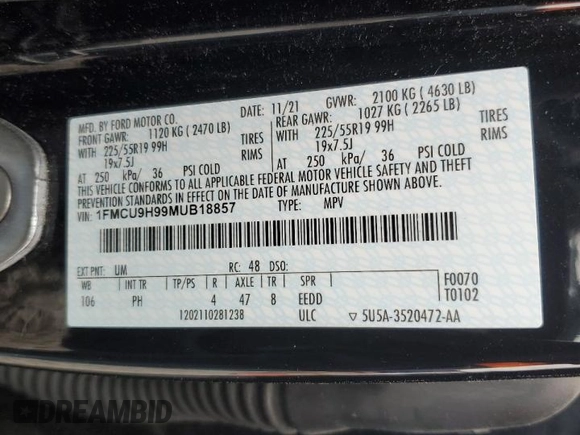 MFD. BY FORD MOTOR CO.
11/21
GVWR: 2100 KG ( 4630 LB)
FRONT GAWR: 1120 KG ( 2470 LB)
REAR GAWR: 1027 KG ( 2265 LB)
WITH 225/55R19 99H TIRES
WITH 225/55R19 99H TIRES
19x7.5J RIMS
19x7.5J RIMS
AT 250 kPa/ 36 PSI COLD
AT 250 kPa/ 36 PSI COLD
THIS VEHICLE CONFORMS TO ALL APPLICABLE FEDERAL MOTOR VEHICLE SAFETY AND THEFT
PREVENTION STANDARDS IN EFFECT ON THE DATE OF MANUFACTURE SHOWN ABOVE.
1FMCU9H99MUB18857 TYPE: MPV
EXT PNT: UM RC: 48 DSO:
WB INT TR TP/PS R AXLE TR SPR
106 PH 4 47 8 EEDD
F0070
T0102
1202110281238 ULC ▽ 5U5A-3520472-AA
DREAMBID